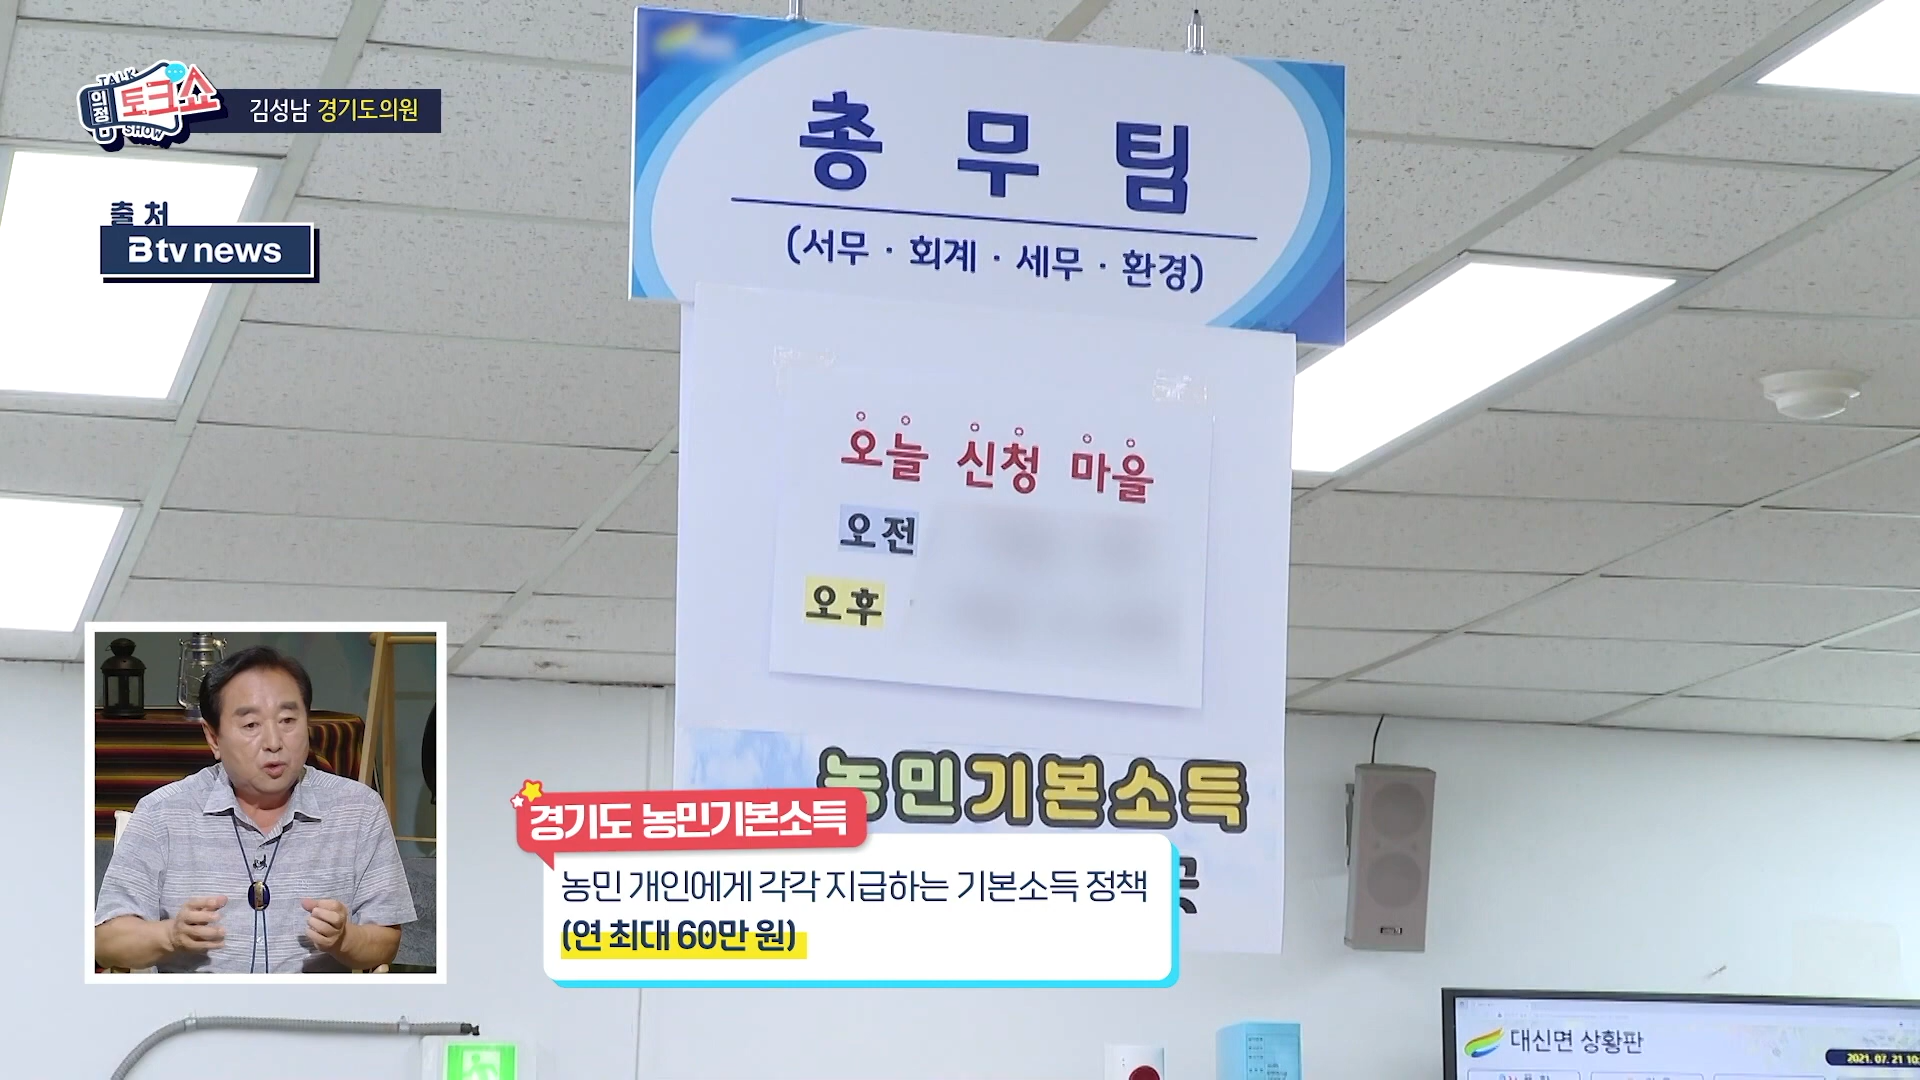 TALK
의정
토크쇼
SHOW
김성남 경기도의원
출처
B tv news
총무팀
(서무 · 회계 · 세무 · 환경)
오늘 신청 마을
오전
오후
농민기본소득
경기도 농민기본소득
농민 개인에게 각각 지급하는 기본소득 정책
(연 최대 60만 원)
대신면 상황판
2021. 07. 21